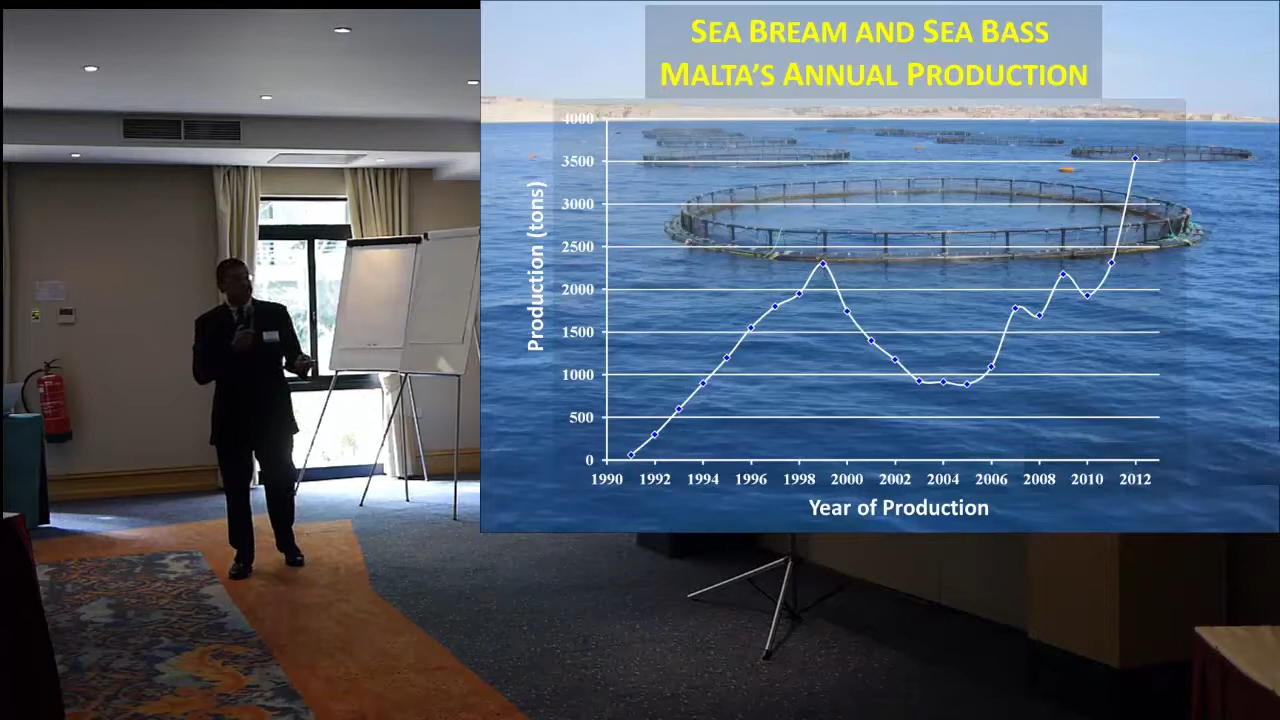 SEA BREAM AND SEA BASS
MALTA'S ANNUAL PRODUCTION
4000
3500
3000
2500
2000
1500
1000
500
0
Production (tons)
1990 1992 1994 1996 1998 2000 2002 2004 2006 2008 2010 2012
Year of Production